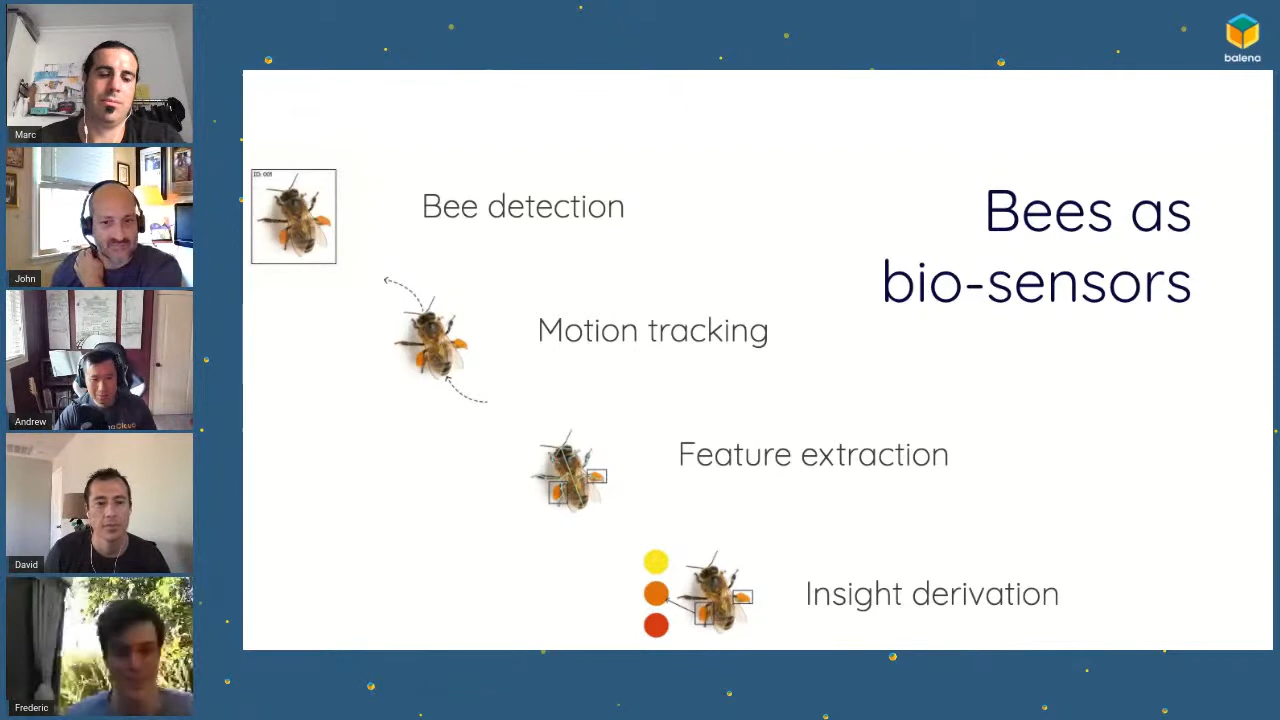 balena
Marc
John
Andrew
David
Frederic
Bees as
bio-sensors
Bee detection
Motion tracking
Feature extraction
Insight derivation